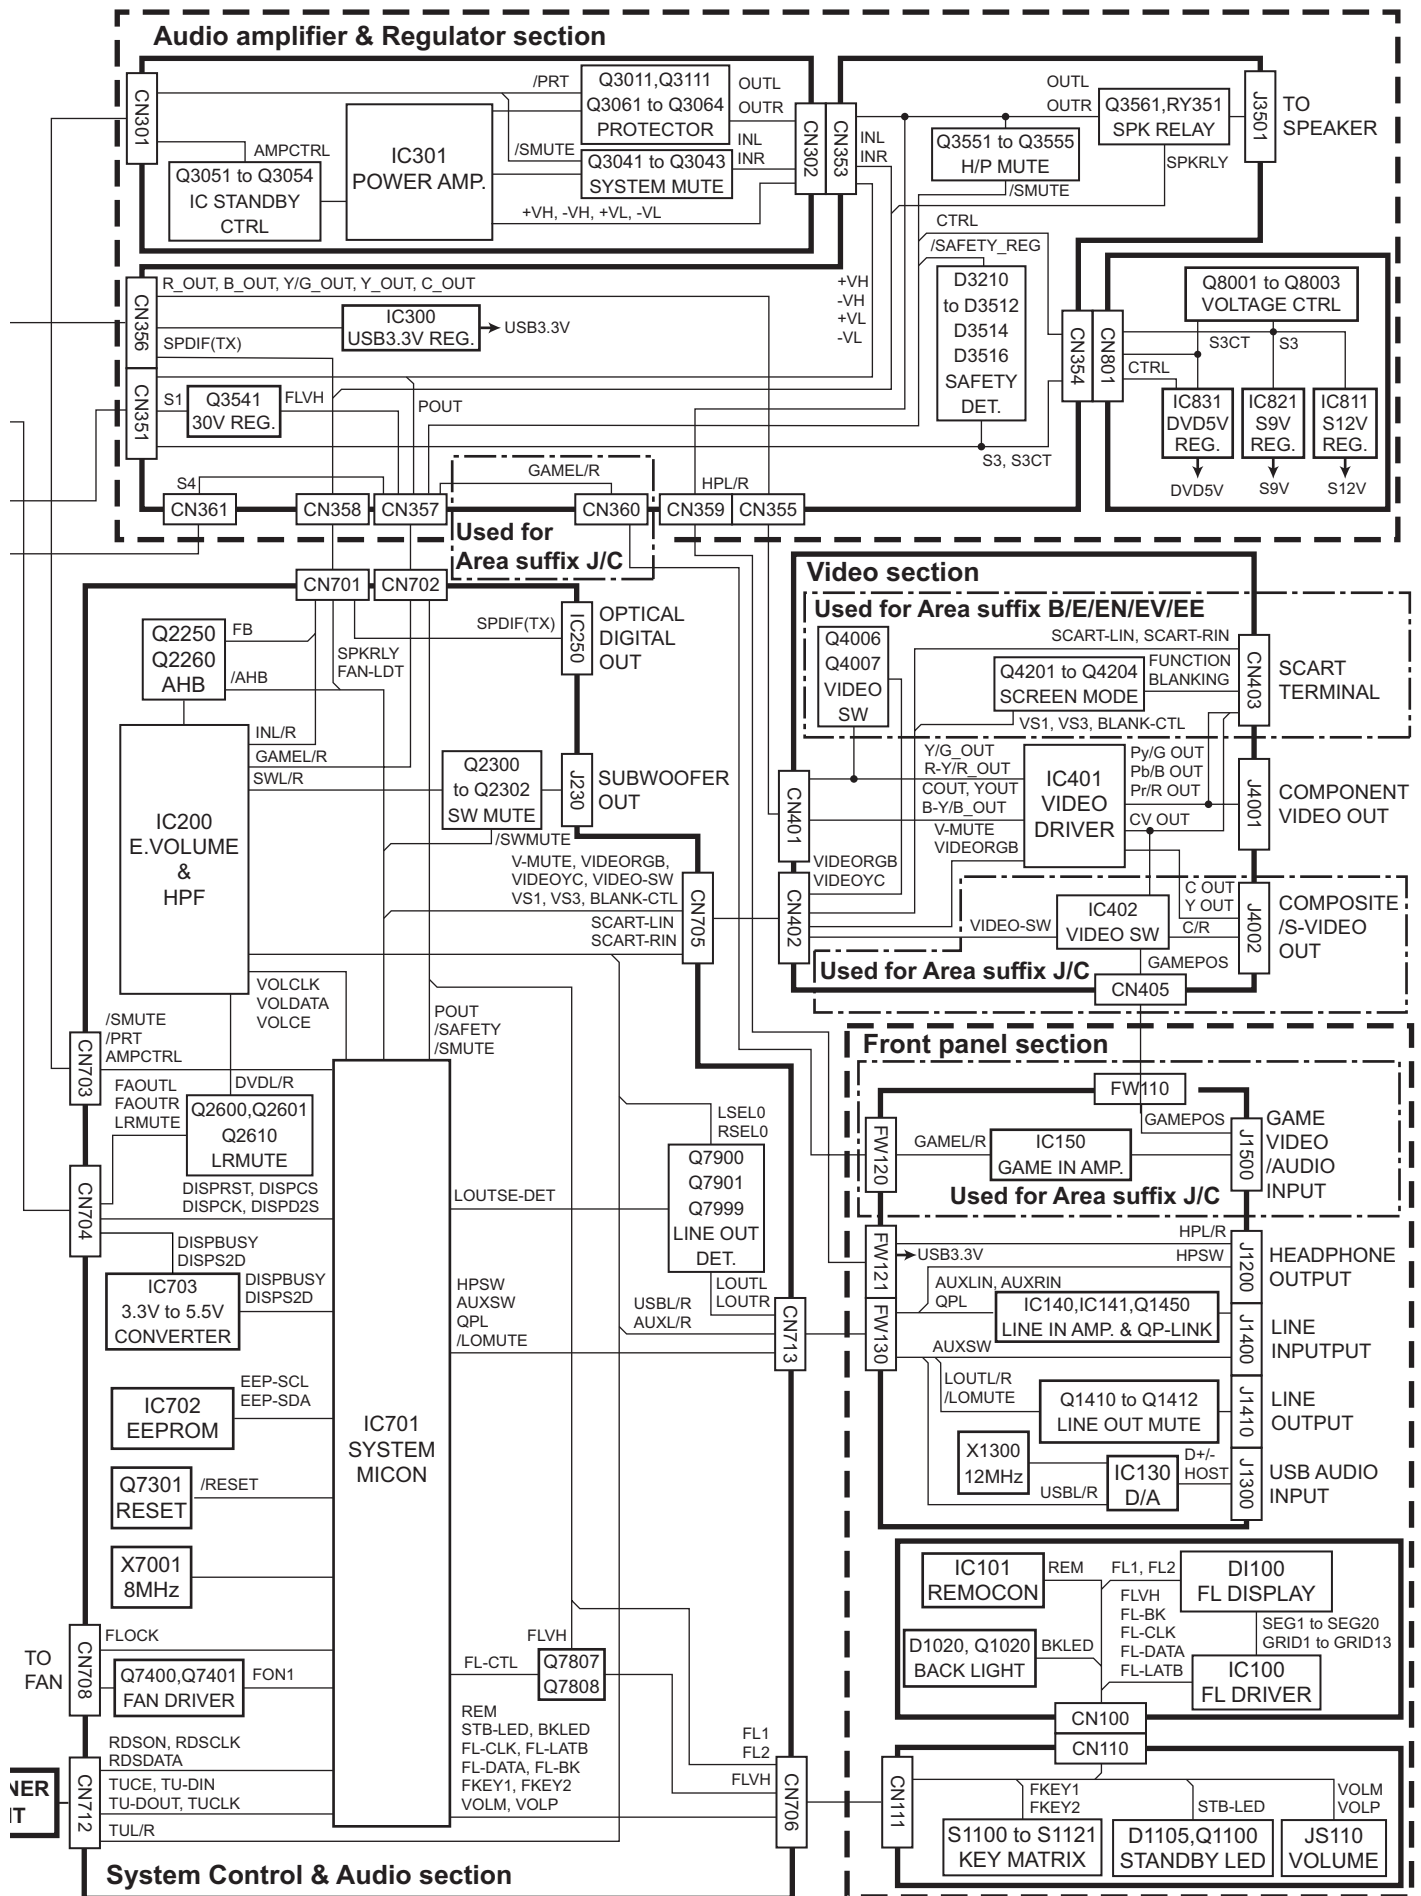 Audio amplifier & Regulator section
CN301
/PRT
AMPCTRL
Q3051 to Q3054
IC STANDBY
CTRL
IC301
POWER AMP.
Q3011,Q3111
Q3061 to Q3064
PROTECTOR
OUTL
OUTR
INL
INR
/SMUTE
Q3041 to Q3043
SYSTEM MUTE
+VH, -VH, +VL, -VL
CN302
CN353
INL
INR
OUTL
OUTR
Q3561,RY351
SPK RELAY
J3501
TO
SPEAKER
Q3551 to Q3555
H/P MUTE
/SMUTE
SPKRLY
CTRL
/SAFETY_REG
D3210
to D3512
D3514
D3516
SAFETY
DET.
S3, S3CT
+VH
-VH
+VL
-VL
CN354
CN801
Q8001 to Q8003
VOLTAGE CTRL
S3CT
S3
CTRL
IC831
DVD5V
REG.
IC821
S9V
REG.
IC811
S12V
REG.
DVD5V
S9V
S12V
CN356
R_OUT, B_OUT, Y/G_OUT, Y_OUT, C_OUT
IC300
USB3.3V REG.
USB3.3V
SPDIF(TX)
CN351
S1
Q3541
30V REG.
FLVH
POUT
S4
GAMEL/R
HPL/R
CN361
CN358
CN357
CN360
CN359
CN355
Used for
Area suffix J/C
CN701
CN702
Q2250
Q2260
AHB
FB
/AHB
SPKRLY
FAN-LDT
SPDIF(TX)
IC250
OPTICAL
DIGITAL
OUT
IC200
E.VOLUME
&
HPF
INL/R
GAMEL/R
SWL/R
Q2300
to Q2302
SW MUTE
J230
SUBWOOFER
OUT
/SWMUTE
V-MUTE, VIDEORGB,
VIDEOYC, VIDEO-SW
VS1, VS3, BLANK-CTL
SCART-LIN
SCART-RIN
CN705
VOLCLK
VOLDATA
VOLCE
POUT
/SAFETY
/SMUTE
Video section
Used for Area suffix B/E/EN/EV/EE
Q4006
Q4007
VIDEO
SW
SCART-LIN, SCART-RIN
Q4201 to Q4204
SCREEN MODE
FUNCTION
BLANKING
VS1, VS3, BLANK-CTL
CN403
SCART
TERMINAL
CN401
Y/G_OUT
R-Y/R_OUT
COUT, YOUT
B-Y/B_OUT
V-MUTE
VIDEORGB
IC401
VIDEO
DRIVER
Py/G OUT
Pb/B OUT
Pr/R OUT
CV OUT
J4001
COMPONENT
VIDEO OUT
VIDEORGB
VIDEOYC
CN402
VIDEO-SW
IC402
VIDEO SW
C OUT
Y OUT
C/R
J4002
COMPOSITE
/S-VIDEO
OUT
GAMEPOS
Used for Area suffix J/C
CN405
CN703
/SMUTE
/PRT
AMPCTRL
FAOUTL
FAOUTR
LRMUTE
DVDL/R
Q2600,Q2601
Q2610
LRMUTE
CN704
DISPRST, DISPCS
DISPCK, DISPD2S
DISPBUSY
DISPS2D
IC703
3.3V to 5.5V
CONVERTER
DISPBUSY
DISPS2D
IC702
EEPROM
EEP-SCL
EEP-SDA
Q7301
RESET
/RESET
X7001
8MHz
IC701
SYSTEM
MICON
LSEL0
RSEL0
LOUTSE-DET
Q7900
Q7901
Q7999
LINE OUT
DET.
LOUTL
LOUTR
HPSW
AUXSW
QPL
/LOMUTE
USBL/R
AUXL/R
CN713
TO
FAN
CN708
FLOCK
Q7400,Q7401
FAN DRIVER
FON1
FLVH
FL-CTL
Q7807
Q7808
REM
STB-LED, BKLED
FL-CLK, FL-LATB
FL-DATA, FL-BK
FKEY1, FKEY2
VOLM, VOLP
FL1
FL2
FLVH
CN706
RDSON, RDSCLK
RDSDATA
TUCE, TU-DIN
TU-DOUT, TUCLK
TUL/R
CN712
NER
IT
System Control & Audio section
Front panel section
FW110
FW120
GAMEL/R
IC150
GAME IN AMP.
GAMEPOS
J1500
GAME
VIDEO
/AUDIO
INPUT
Used for Area suffix J/C
FW121
USB3.3V
HPL/R
HPSW
J1200
HEADPHONE
OUTPUT
AUXLIN, AUXRIN
QPL
IC140,IC141,Q1450
LINE IN AMP. & QP-LINK
J1400
LINE
INPUTPUT
FW130
AUXSW
LOUTL/R
/LOMUTE
Q1410 to Q1412
LINE OUT MUTE
J1410
LINE
OUTPUT
X1300
12MHz
USBL/R
IC130
D/A
D+/-
HOST
J1300
USB AUDIO
INPUT
IC101
REMOCON
REM
FL1, FL2
DI100
FL DISPLAY
FLVH
FL-BK
FL-CLK
FL-DATA
FL-LATB
SEG1 to SEG20
GRID1 to GRID13
D1020, Q1020
BACK LIGHT
BKLED
IC100
FL DRIVER
CN100
CN110
CN111
FKEY1
FKEY2
STB-LED
VOLM
VOLP
S1100 to S1121
KEY MATRIX
D1105,Q1100
STANDBY LED
JS110
VOLUME